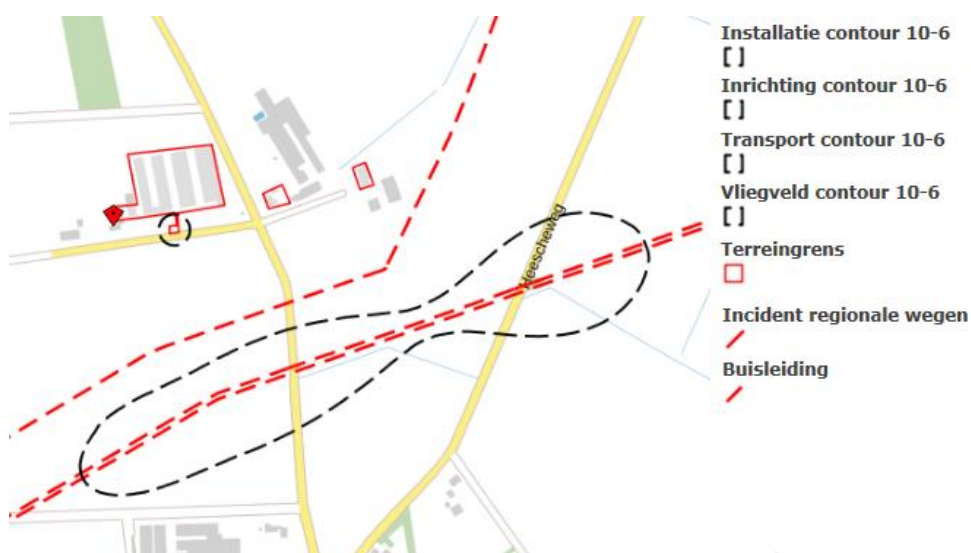 Installatie contour 10-6
Inrichting contour 10-6
Transport contour 10-6
Vliegveld contour 10-6
Terreingrens
Incident regionale wegen
Buisleiding
Heescheweg